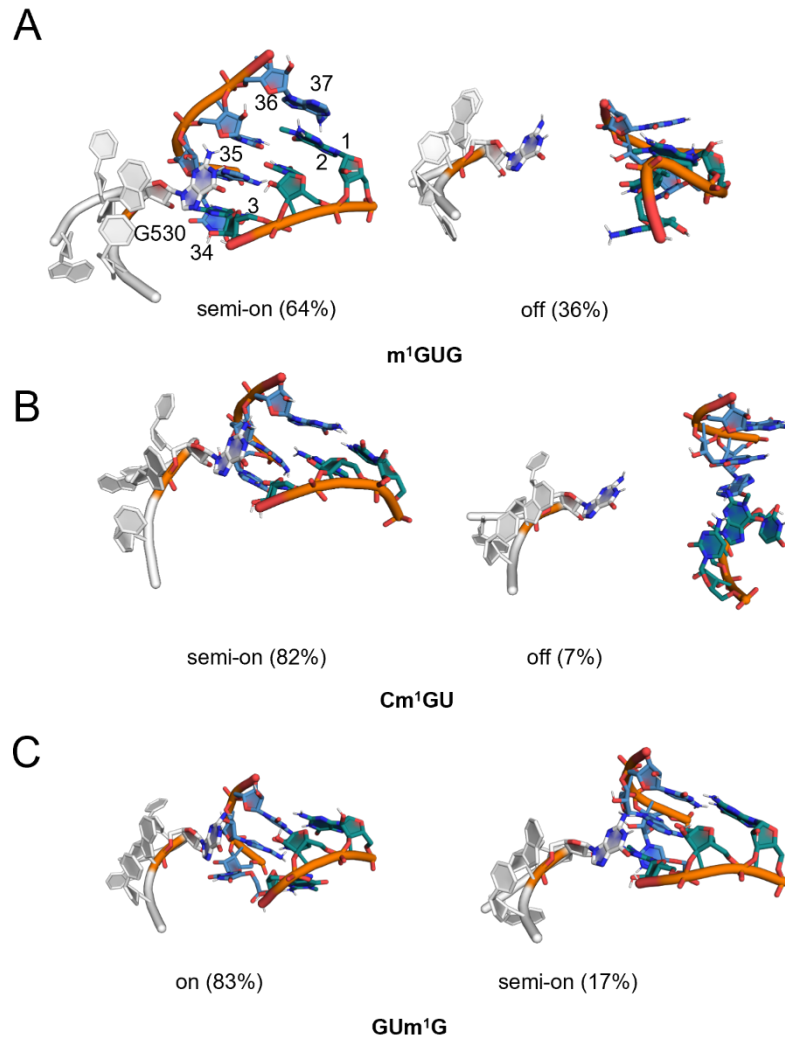 A
37
36
1
35
2
3
G530
34
semi-on (64%)
off (36%)
m¹GUG
B
semi-on (82%)
off (7%)
Cm¹GU
C
on (83%)
semi-on (17%)
GUm¹G